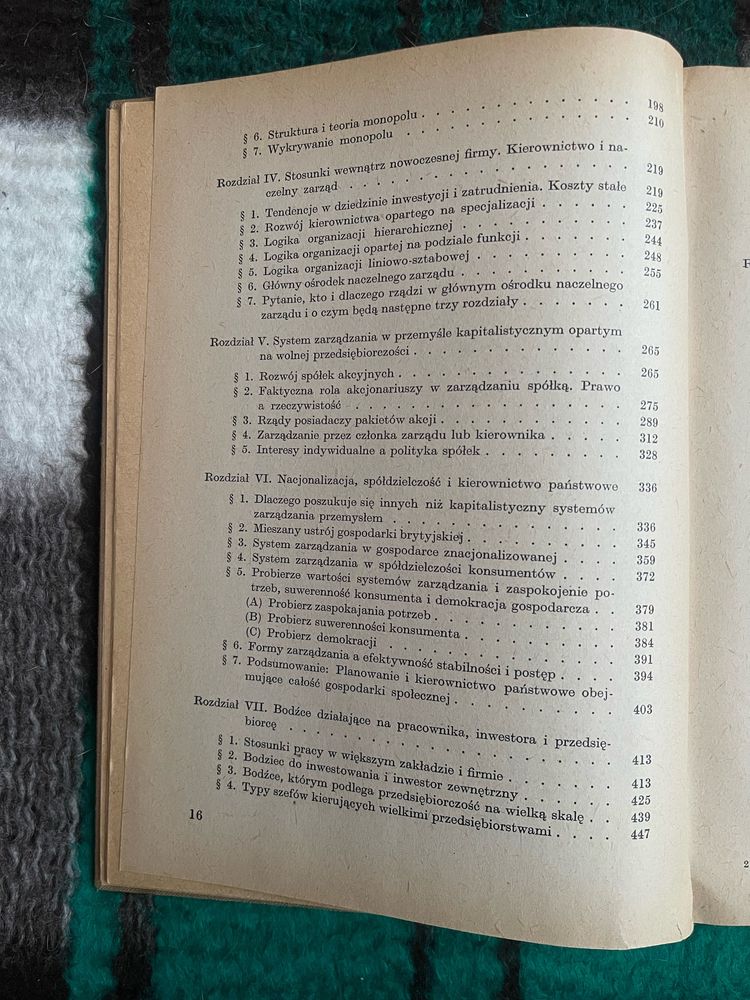 § 6. Struktura i teoria monopolu . . . . . . . . . . . 198
§ 7. Wykrywanie monopolu . . . . . . . . . . . . 210
Rozdział IV. Stosunki wewnątrz nowoczesnej firmy. Kierownictwo i na-
czelny zarząd . . . . . . . . . . . . . . 219
§ 1. Tendencje w dziedzinie inwestycji i zatrudnienia. Koszty stałe 219
§ 2. Rozwój kierownictwa opartego na specjalizacji . . . . . . 225
§ 3. Logika organizacji hierarchicznej . . . . . . . . . . 237
§ 4. Logika organizacji opartej na podziale funkcji . . . . . . . 244
§ 5. Logika organizacji liniowo-sztabowej . . . . . . . . . 248
§ 6. Główny ośrodek naczelnego zarządu . . . . . . . . . . 255
§ 7. Pytanie, kto i dlaczego rządzi w głównym ośrodku naczelnego
zarządu i o czym będą następne trzy rozdziały . . . . . . . 261
Rozdział V. System zarządzania w przemyśle kapitalistycznym opartym
na wolnej przedsiębiorczości . . . . . . . . . . . . . 265
§ 1. Rozwój spółek akcyjnych . . . . . . . . . . . . . . 265
§ 2. Faktyczna rola akcjonariuszy w zarządzaniu spółką. Prawo
a rzeczywistość . . . . . . . . . . . . . . . . 275
§ 3. Rządy posiadaczy pakietów akcji . . . . . . . . . . . 289
§ 4. Zarządzanie przez członka zarządu lub kierownika . . . . . 312
§ 5. Interesy indywidualne a polityka spółek . . . . . . . . . 328
Rozdział VI. Nacjonalizacja, spółdzielczość i kierownictwo państwowe 336
§ 1. Dlaczego poszukuje się innych niż kapitalistyczny systemów
zarządzania przemysłem . . . . . . . . . . . . . . 336
§ 2. Mieszany ustrój gospodarki brytyjskiej . . . . . . . . . 345
§ 3. System zarządzania w gospodarce znacjonalizowanej . . . . 359
§ 4. System zarządzania w spółdzielczości konsumentów . . . . 372
§ 5. Probierze wartości systemów zarządzania i zaspokojenie po-
trzeb, suwerenność konsumenta i demokracja gospodarcza . . 379
(A) Probierz zaspokajania potrzeb . . . . . . . . . . . 381
(B) Probierz suwerenności konsumenta . . . . . . . . . 384
(C) Probierz demokracji . . . . . . . . . . . . . . 391
§ 6. Formy zarządzania a efektywność stabilności i postęp . . . . 394
§ 7. Podsumowanie: Planowanie i kierownictwo państwowe obej-
mujące całość gospodarki społecznej . . . . . . . . . . 403
Rozdział VII. Bodźce działające na pracownika, inwestora i przedsię-
biorcę . . . . . . . . . . . . . . . . . . . 413
§ 1. Stosunki pracy w większym zakładzie i firmie . . . . . . . 413
§ 2. Bodziec do inwestowania i inwestor zewnętrzny . . . . . . 425
§ 3. Bodźce, którym podlega przedsiębiorczość na wielką skalę . . 439
§ 4. Typy szefów kierujących wielkimi przedsiębiorstwami . . . . 447
16
2